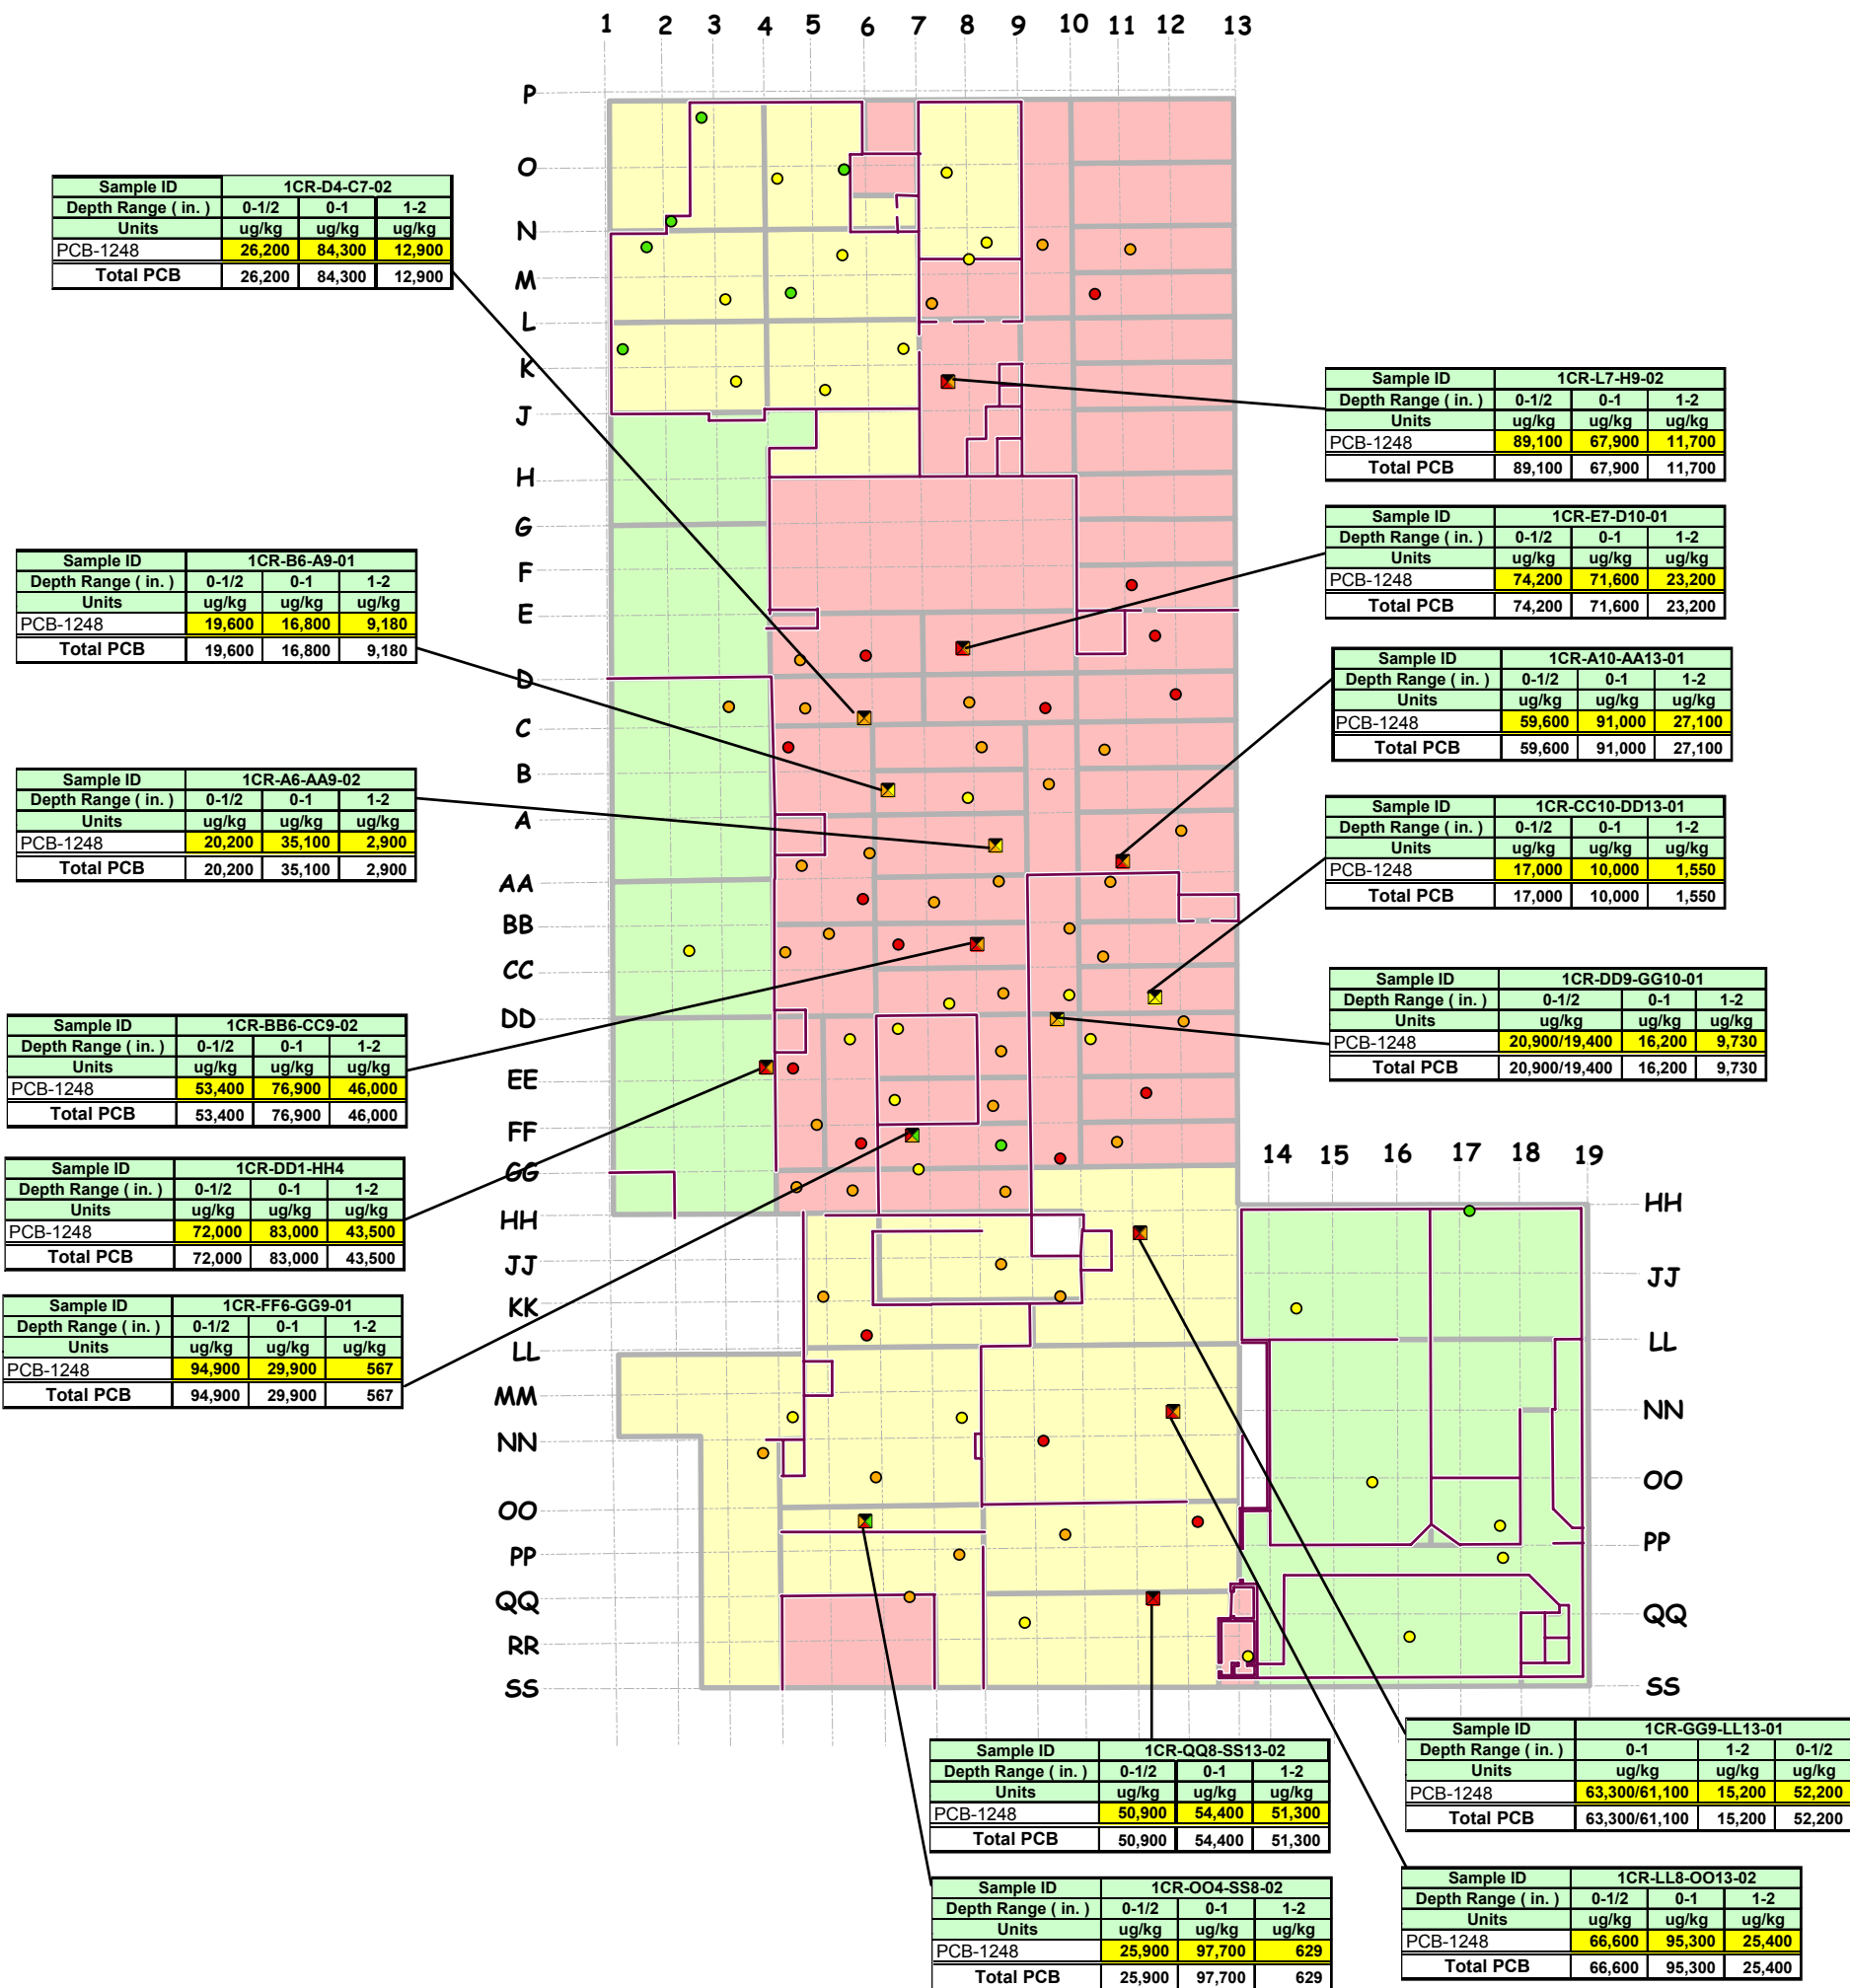 1 2 3 4 5 6 7 8 9 10 11 12 13
P
O
N
M
L
K
J
H
G
F
E
D
C
B
A
AA
BB
CC
DD
EE
FF
GG
HH
JJ
KK
LL
MM
NN
OO
PP
QQ
RR
SS
14 15 16 17 18 19
HH
JJ
LL
NN
OO
PP
QQ
SS
Sample ID 1CR-D4-C7-02
Depth Range ( in. ) 0-1/2 0-1 1-2
Units ug/kg ug/kg ug/kg
PCB-1248 26,200 84,300 12,900
Total PCB 26,200 84,300 12,900
Sample ID 1CR-B6-A9-01
Depth Range ( in. ) 0-1/2 0-1 1-2
Units ug/kg ug/kg ug/kg
PCB-1248 19,600 16,800 9,180
Total PCB 19,600 16,800 9,180
Sample ID 1CR-A6-AA9-02
Depth Range ( in. ) 0-1/2 0-1 1-2
Units ug/kg ug/kg ug/kg
PCB-1248 20,200 35,100 2,900
Total PCB 20,200 35,100 2,900
Sample ID 1CR-BB6-CC9-02
Depth Range ( in. ) 0-1/2 0-1 1-2
Units ug/kg ug/kg ug/kg
PCB-1248 53,400 76,900 46,000
Total PCB 53,400 76,900 46,000
Sample ID 1CR-DD1-HH4
Depth Range ( in. ) 0-1/2 0-1 1-2
Units ug/kg ug/kg ug/kg
PCB-1248 72,000 83,000 43,500
Total PCB 72,000 83,000 43,500
Sample ID 1CR-FF6-GG9-01
Depth Range ( in. ) 0-1/2 0-1 1-2
Units ug/kg ug/kg ug/kg
PCB-1248 94,900 29,900 567
Total PCB 94,900 29,900 567
Sample ID 1CR-L7-H9-02
Depth Range ( in. ) 0-1/2 0-1 1-2
Units ug/kg ug/kg ug/kg
PCB-1248 89,100 67,900 11,700
Total PCB 89,100 67,900 11,700
Sample ID 1CR-E7-D10-01
Depth Range ( in. ) 0-1/2 0-1 1-2
Units ug/kg ug/kg ug/kg
PCB-1248 74,200 71,600 23,200
Total PCB 74,200 71,600 23,200
Sample ID 1CR-A10-AA13-01
Depth Range ( in. ) 0-1/2 0-1 1-2
Units ug/kg ug/kg ug/kg
PCB-1248 59,600 91,000 27,100
Total PCB 59,600 91,000 27,100
Sample ID 1CR-CC10-DD13-01
Depth Range ( in. ) 0-1/2 0-1 1-2
Units ug/kg ug/kg ug/kg
PCB-1248 17,000 10,000 1,550
Total PCB 17,000 10,000 1,550
Sample ID 1CR-DD9-GG10-01
Depth Range ( in. ) 0-1/2 0-1 1-2
Units ug/kg ug/kg ug/kg
PCB-1248 20,900/19,400 16,200 9,730
Total PCB 20,900/19,400 16,200 9,730
Sample ID 1CR-GG9-LL13-01
Depth Range ( in. ) 0-1 1-2 0-1/2
Units ug/kg ug/kg ug/kg
PCB-1248 63,300/61,100 15,200 52,200
Total PCB 63,300/61,100 15,200 52,200
Sample ID 1CR-QQ8-SS13-02
Depth Range ( in. ) 0-1/2 0-1 1-2
Units ug/kg ug/kg ug/kg
PCB-1248 50,900 54,400 51,300
Total PCB 50,900 54,400 51,300
Sample ID 1CR-LL8-OO13-02
Depth Range ( in. ) 0-1/2 0-1 1-2
Units ug/kg ug/kg ug/kg
PCB-1248 66,600 95,300 25,400
Total PCB 66,600 95,300 25,400
Sample ID 1CR-OO4-SS8-02
Depth Range ( in. ) 0-1/2 0-1 1-2
Units ug/kg ug/kg ug/kg
PCB-1248 25,900 97,700 629
Total PCB 25,900 97,700 629